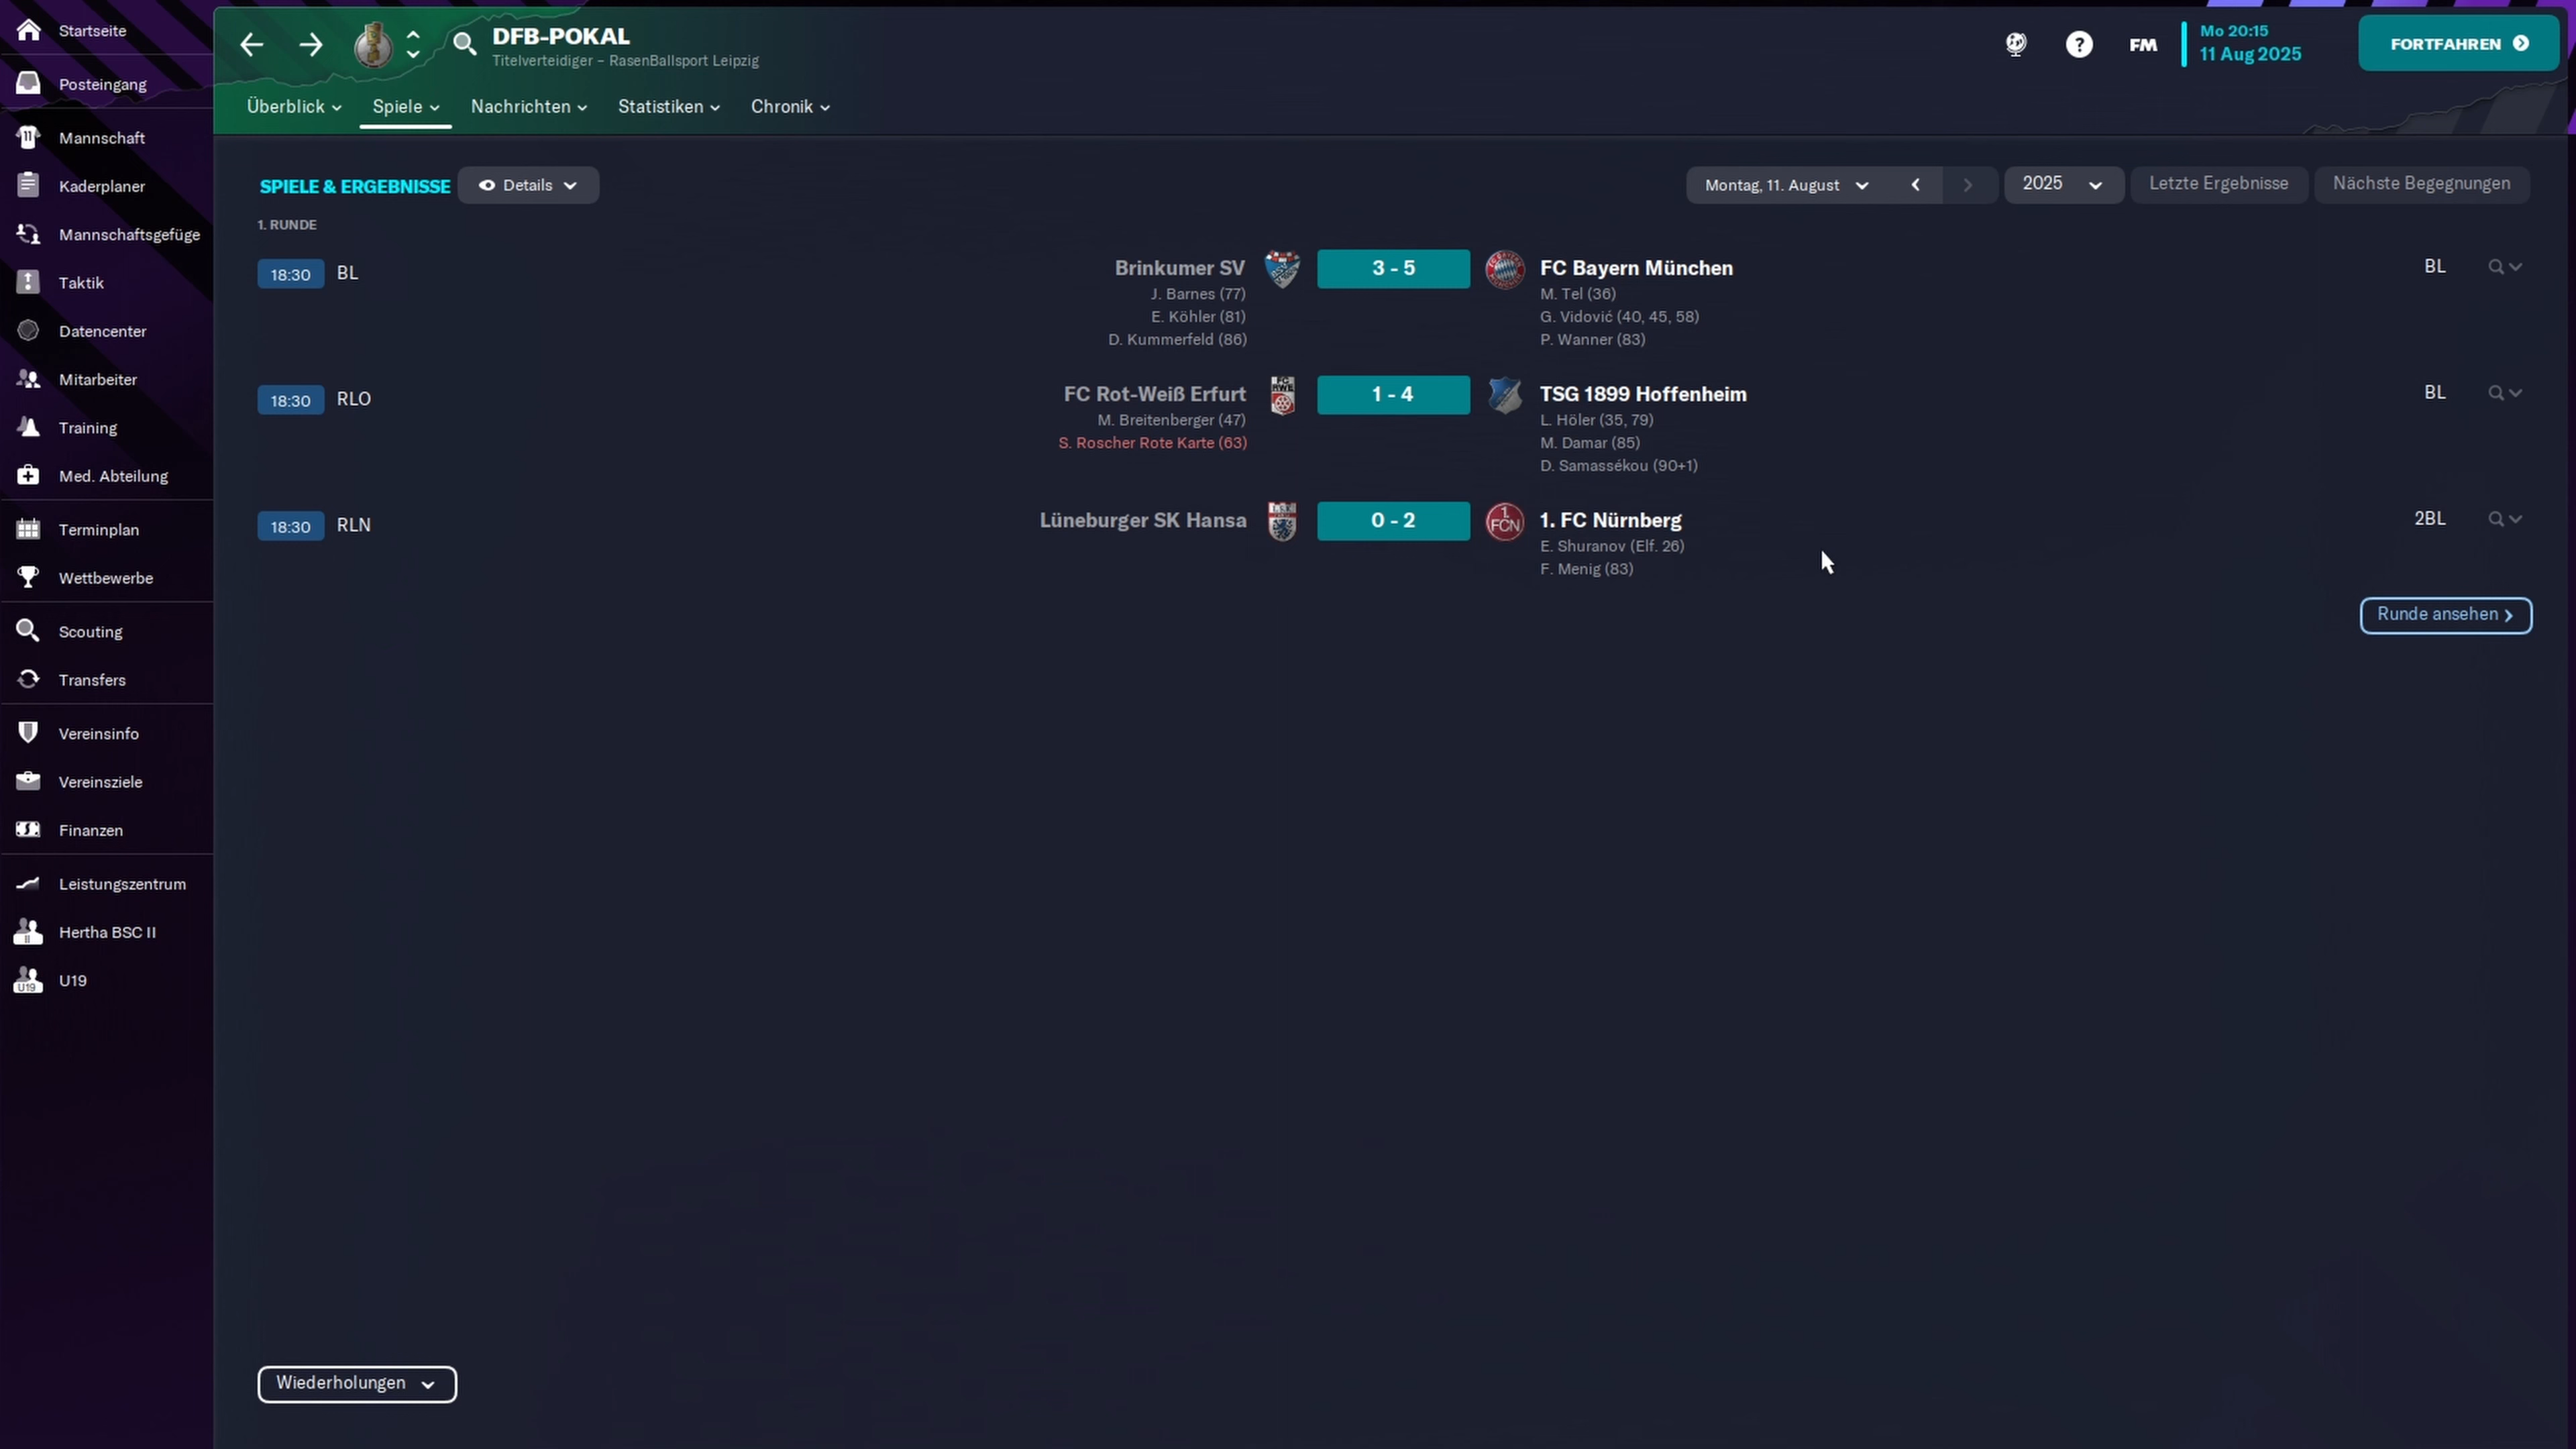 Startseite
Posteingang
Mannschaft
Kaderplaner
Mannschaftsgefüge
Taktik
Datencenter
Mitarbeiter
Training
Med. Abteilung
Terminplan
Wettbewerbe
Scouting
Transfers
Vereinsinfo
Vereinsziele
Finanzen
Leistungszentrum
Hertha BSC II
U19
DFB-POKAL
Titelverteidiger – RasenBallsport Leipzig
FM
Mo 20:15
11 Aug 2025
FORTFAHREN
Überblick Spiele Nachrichten Statistiken Chronik
SPIELE & ERGEBNISSE Details Montag, 11. August 2025 Letzte Ergebnisse Nächste Begegnungen
1. RUNDE
18:30 BL Brinkumer SV 3 - 5 FC Bayern München BL
J. Barnes (77) M. Tel (36)
E. Köhler (81) G. Vidović (40, 45, 58)
D. Kummerfeld (86) P. Wanner (83)
18:30 RLO FC Rot-Weiß Erfurt 1 - 4 TSG 1899 Hoffenheim BL
M. Breitenberger (47) L. Höler (35, 79)
S. Roscher Rote Karte (63) M. Damar (85)
D. Samassékou (90+1)
18:30 RLN Lüneburger SK Hansa 0 - 2 1. FC Nürnberg 2BL
E. Shuranov (Elf. 26)
F. Menig (83)
Runde ansehen
Wiederholungen